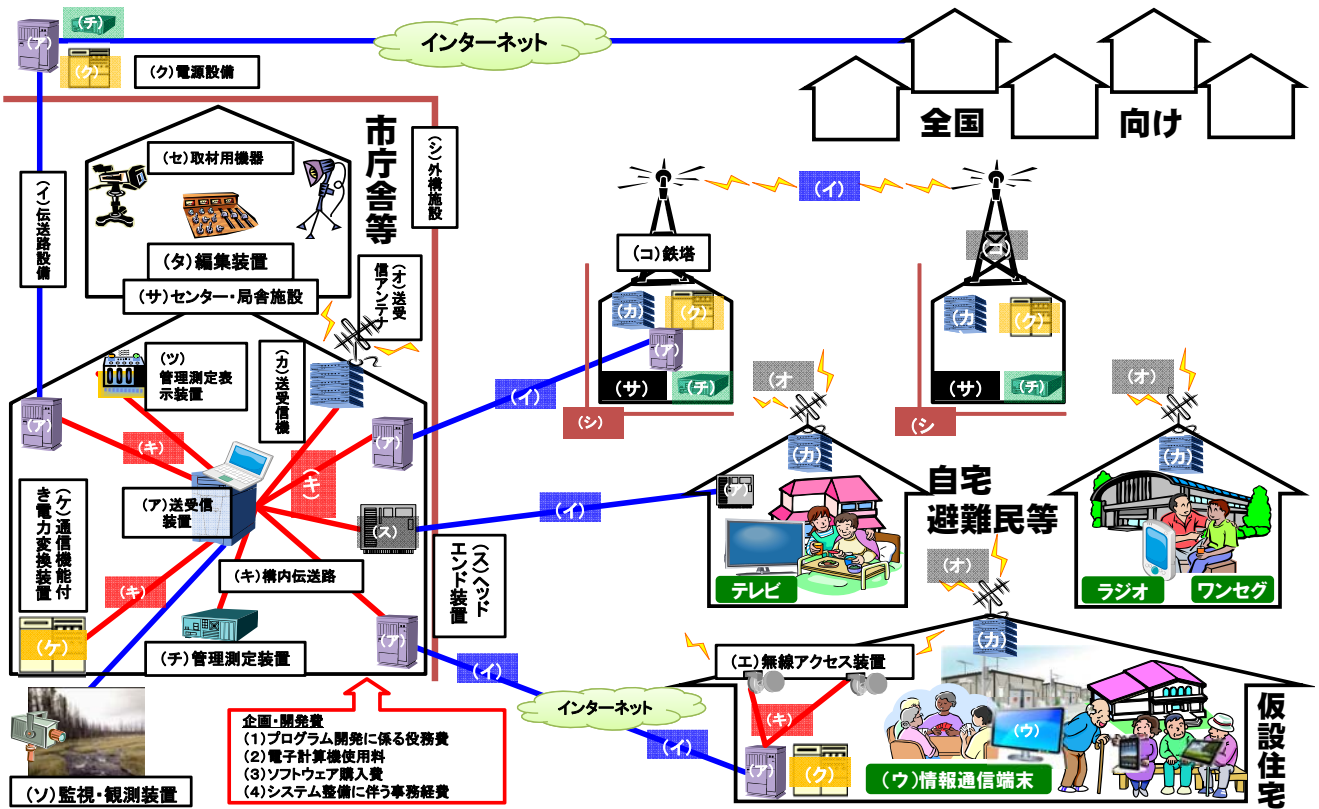 (ア)
(チ)
(ク)
(ク)電源設備
インターネット
全国
向け
(イ)伝送路設備
市庁舎等
(シ)外構施設
(セ)取材用機器
(タ)編集装置
(サ)センター・局舎施設
(オ)送受
信アンテナ
(イ)
(コ)鉄塔
(コ)
(カ)
(ク)
(ア)
(サ)
(チ)
(シ)
(カ
(ク)
(サ)
(チ)
(シ
(ツ)
管理測定表
示装置
(カ)送受信機
(ア)
(キ)
(ア)
(キ)
(イ)
(ア)送受信
装置
(ケ)通信機能付
き電力変換装置
(ス)
(ス)ヘッド
エンド装置
(キ)構内伝送路
(キ)
(ケ)
(チ)管理測定装置
(ア)
(イ)
(オ
(カ)
(ア)
テレビ
自宅
避難民等
(オ)
(カ)
ラジオ
ワンセグ
(オ)
(カ)
(イ)
インターネット
(イ)
(エ)無線アクセス装置
(キ)
(ア)
(ク)
(ウ)
(ウ)情報通信端末
仮設住宅
(ソ)監視・観測装置
企画・開発費
(1)プログラム開発に係る役務費
(2)電子計算機使用料
(3)ソフトウェア購入費
(4)システム整備に伴う事務経費